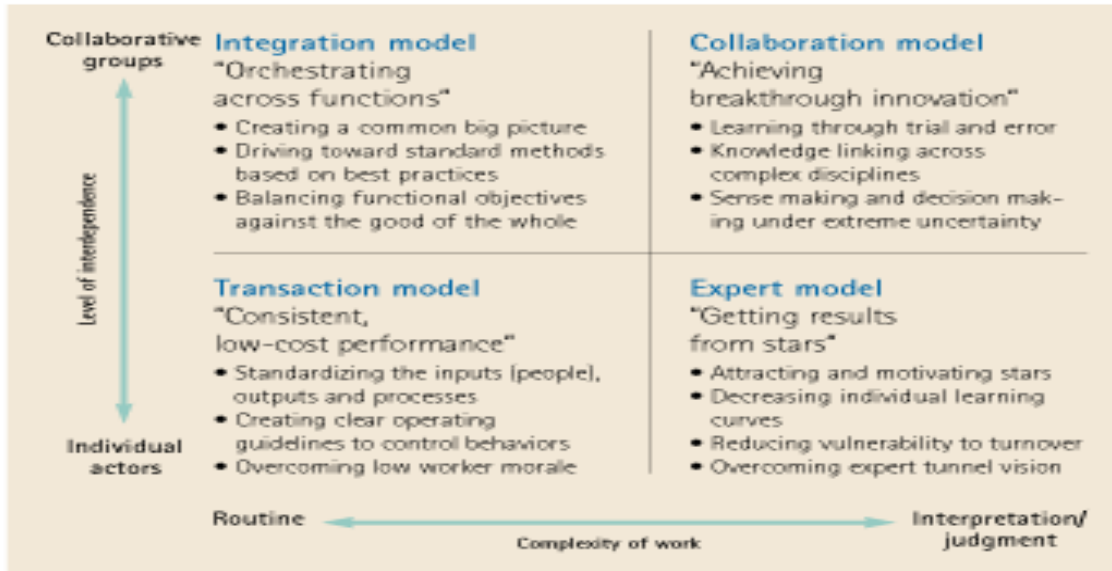 Collaborative
groups
Integration model
"Orchestrating
across functions"
• Creating a common big picture
• Driving toward standard methods
based on best practices
• Balancing functional objectives
against the good of the whole
Collaboration model
"Achieving
breakthrough innovation"
• Learning through trial and error
• Knowledge linking across
complex disciplines
• Sense making and decision mak-
ing under extreme uncertainty
Level of interdependence
Transaction model
"Consistent,
low-cost performance"
• Standardizing the inputs (people),
outputs and processes
• Creating clear operating
guidelines to control behaviors
• Overcoming low worker morale
Expert model
"Getting results
from stars"
• Attracting and motivating stars
• Decreasing individual learning
curves
• Reducing vulnerability to turnover
• Overcoming expert tunnel vision
Individual
actors
Routine
Complexity of work
Interpretation/
judgment